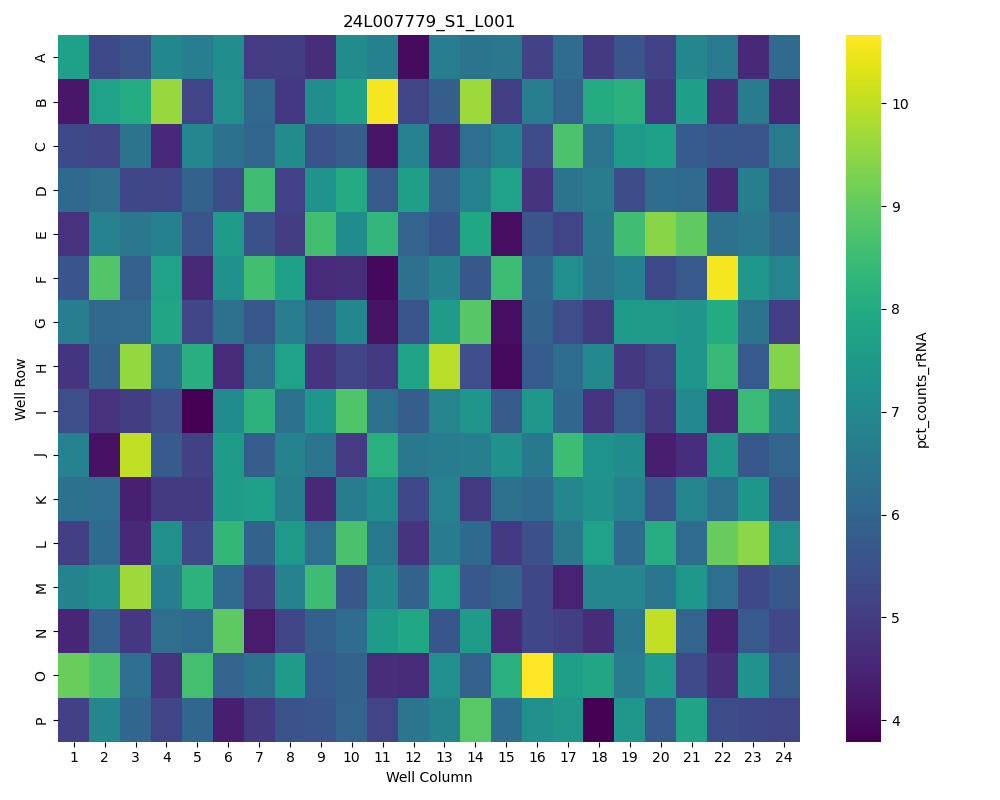 24L007779_S1_L001
A
B
C
D
E
F
G
H
I
J
K
L
M
N
O
P
Well Row
1 2 3 4 5 6 7 8 9 10 11 12 13 14 15 16 17 18 19 20 21 22 23 24
Well Column
10
9
8
7
6
5
4
pct_counts_rRNA